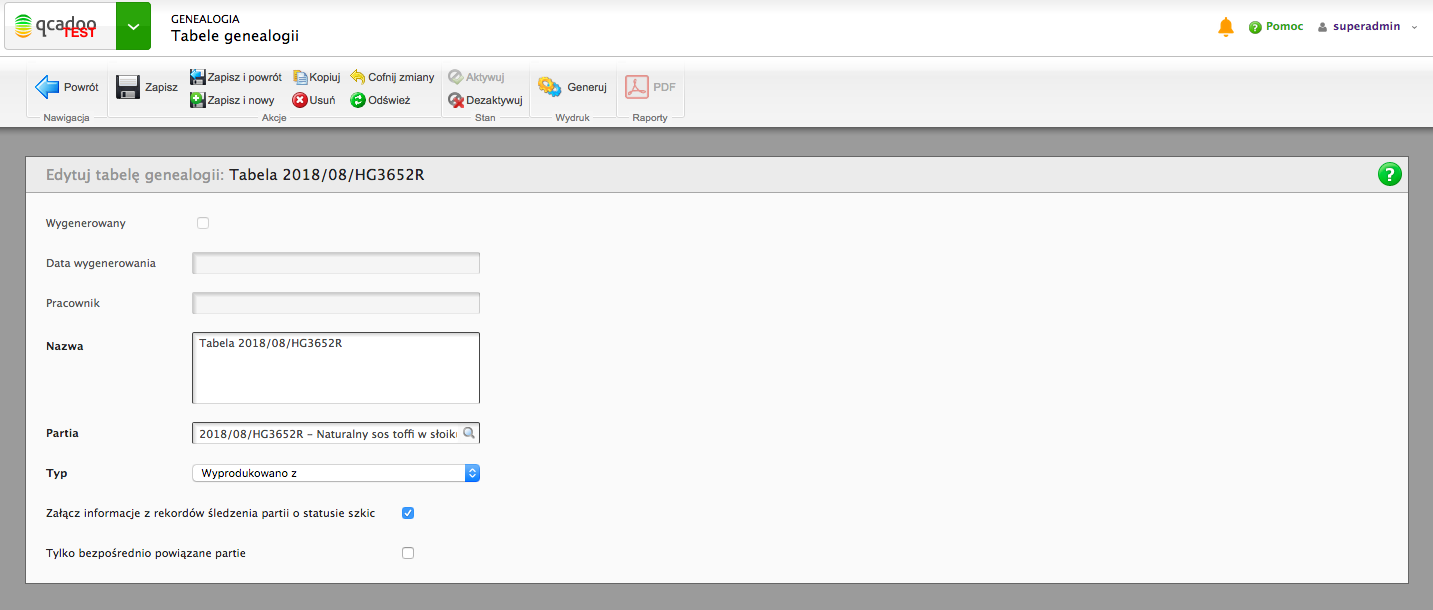 qcadoo
TEST
GENEALOGIA
Tabele genealogii
Pomoc
superadmin
Powrót
Nawigacja
Zapisz
Zapisz i powrót
Kopiuj
Cofnij zmiany
Zapisz i nowy
Usuń
Odśwież
Akcje
Aktywuj
Dezaktywuj
Stan
Generuj
Wydruk
PDF
Raporty
Edytuj tabelę genealogii: Tabela 2018/08/HG3652R
Wygenerowany
Data wygenerowania
Pracownik
Nazwa
Tabela 2018/08/HG3652R
Partia
2018/08/HG3652R - Naturalny sos toffi w słoiku
Typ
Wyprodukowano z
Załącz informacje z rekordów śledzenia partii o statusie szkic
Tylko bezpośrednio powiązane partie